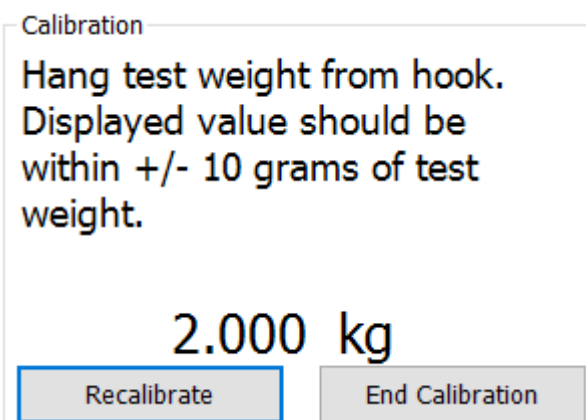 Calibration
Hang test weight from hook.
Displayed value should be
within +/- 10 grams of test
weight.
2.000 kg
Recalibrate End Calibration